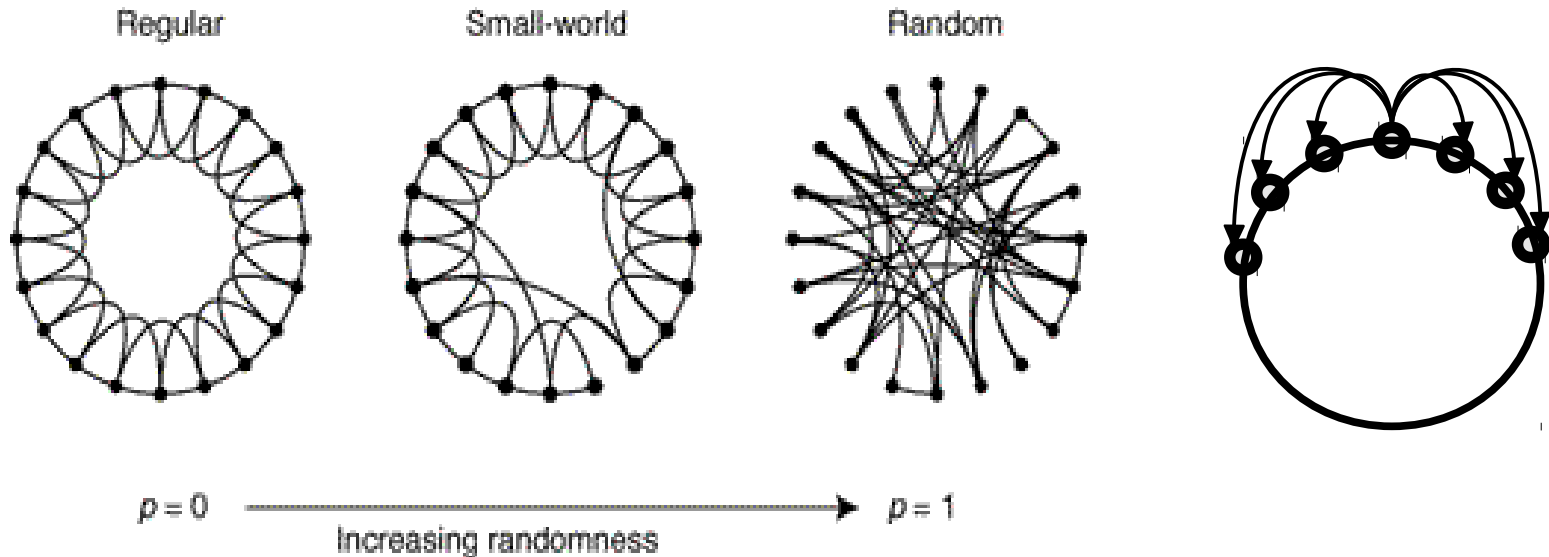 Regular Small-world Random
p = 0 p = 1
Increasing randomness